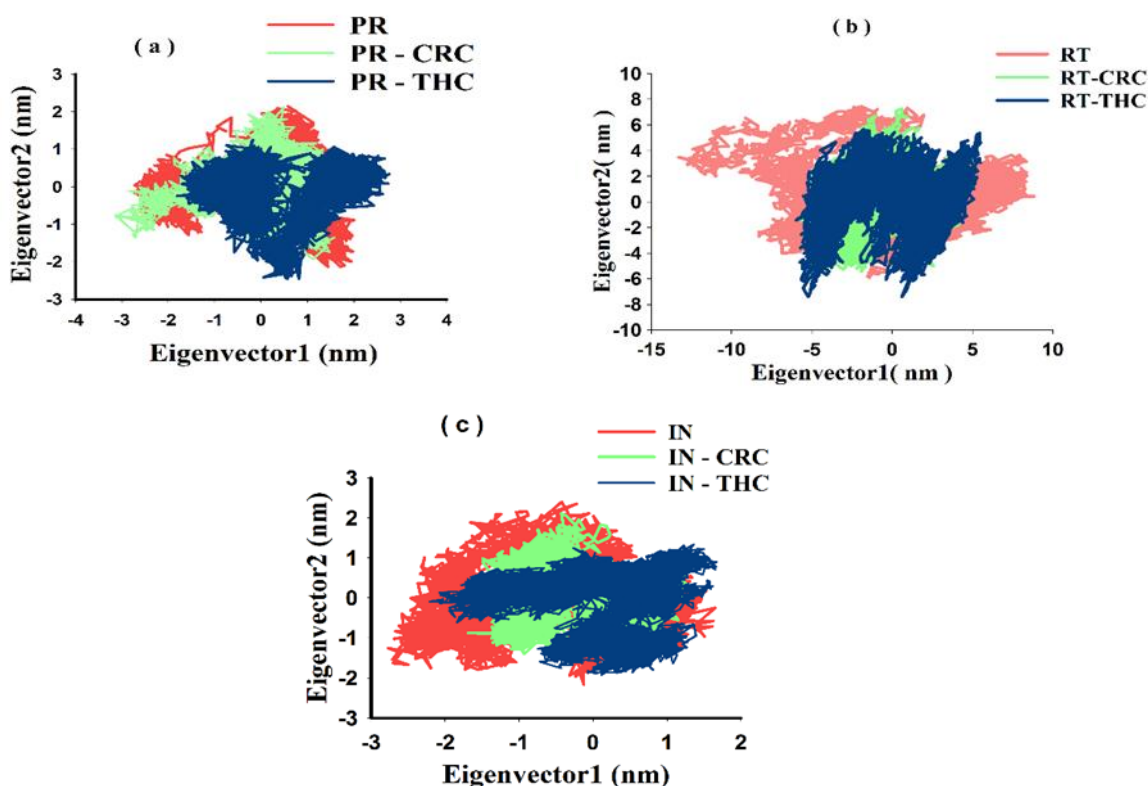 ( a )
PR
PR - CRC
PR - THC
Eigenvector2 (nm)
3
2
1
0
-1
-2
-3
-4 -3 -2 -1 0 1 2 3 4
Eigenvector1 (nm)
( b )
RT
RT-CRC
RT-THC
Eigenvector2( nm )
10
8
6
4
2
0
-2
-4
-6
-8
-10
-15 -10 -5 0 5 10
Eigenvector1( nm )
( c )
IN
IN - CRC
IN - THC
Eigenvector2 (nm)
3
2
1
0
-1
-2
-3
-3 -2 -1 0 1 2
Eigenvector1 (nm)